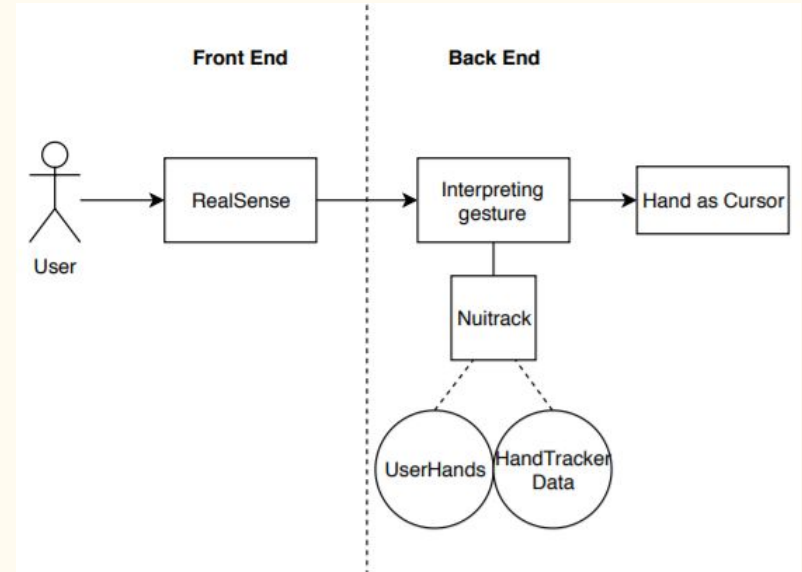 Front End
Back End
User
RealSense
Interpreting
gesture
Hand as Cursor
Nuitrack
UserHands
HandTracker
Data